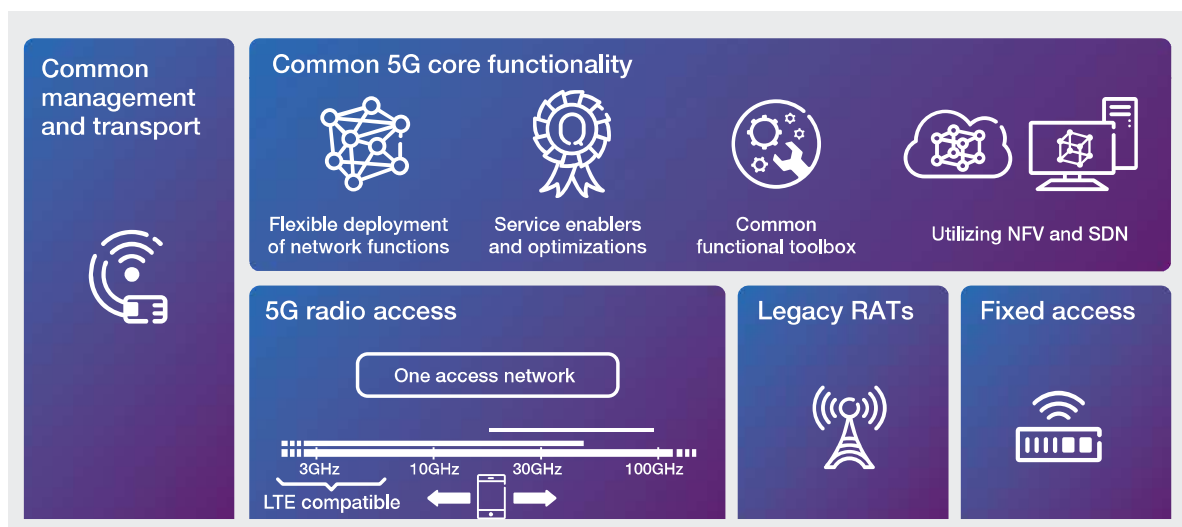 Common
management
and transport
Common 5G core functionality
Flexible deployment
of network functions
Service enablers
and optimizations
Common
functional toolbox
Utilizing NFV and SDN
5G radio access
One access network
3GHz
10GHz
30GHz
100GHz
LTE compatible
Legacy RATs
Fixed access